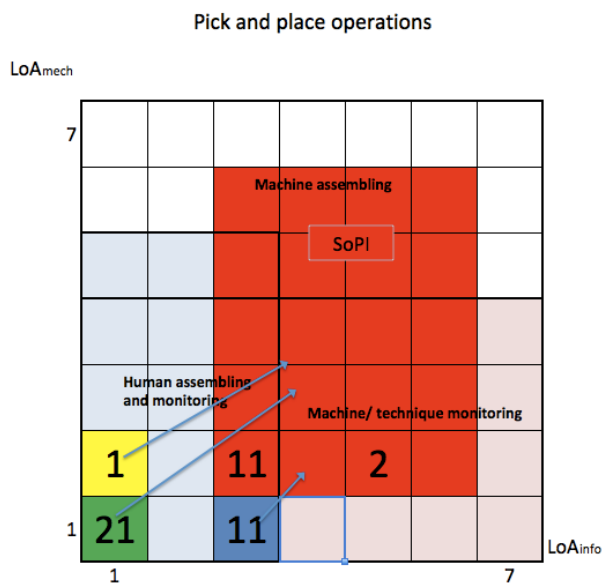 Pick and place operations
LoAmech
7
Machine assembling
SoPI
Human assembling
and monitoring
Machine/ technique monitoring
1
11
2
1
21
11
LoAinfo
1
7